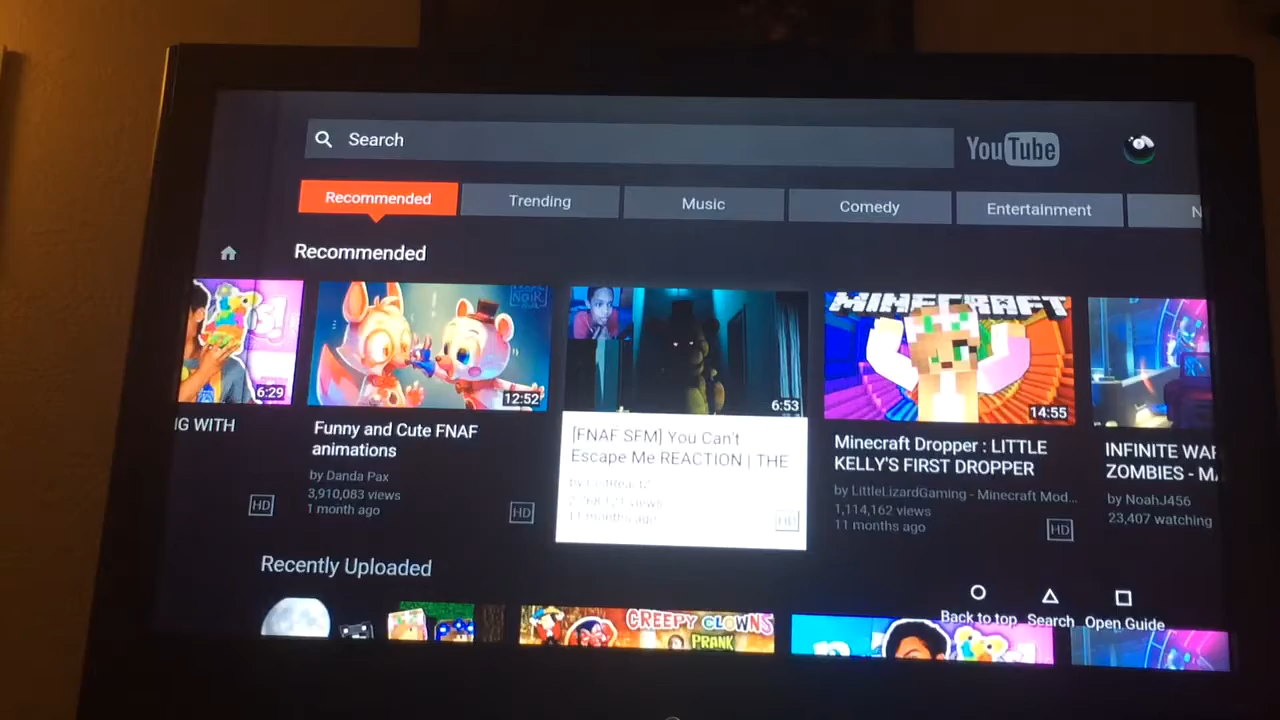 Search
YouTube
Recommended
Trending
Music
Comedy
Entertainment
N
Recommended
6:29
12:52
6:53
MINECRAFT
14:55
IG WITH
HD
Funny and Cute FNAF
animations
by Danda Pax
3,910,083 views
1 month ago
HD
[FNAF SFM] You Can't
Escape Me REACTION | THE
11 months ago
HD
Minecraft Dropper : LITTLE
KELLY'S FIRST DROPPER
by LittleLizardGaming - Minecraft Mod...
1,114,162 views
11 months ago
HD
INFINITE WAR
ZOMBIES - M
by NoahJ456
23,407 watching
Recently Uploaded
CREEPY CLOWNS
PRANK
Back to top
Search
Open Guide